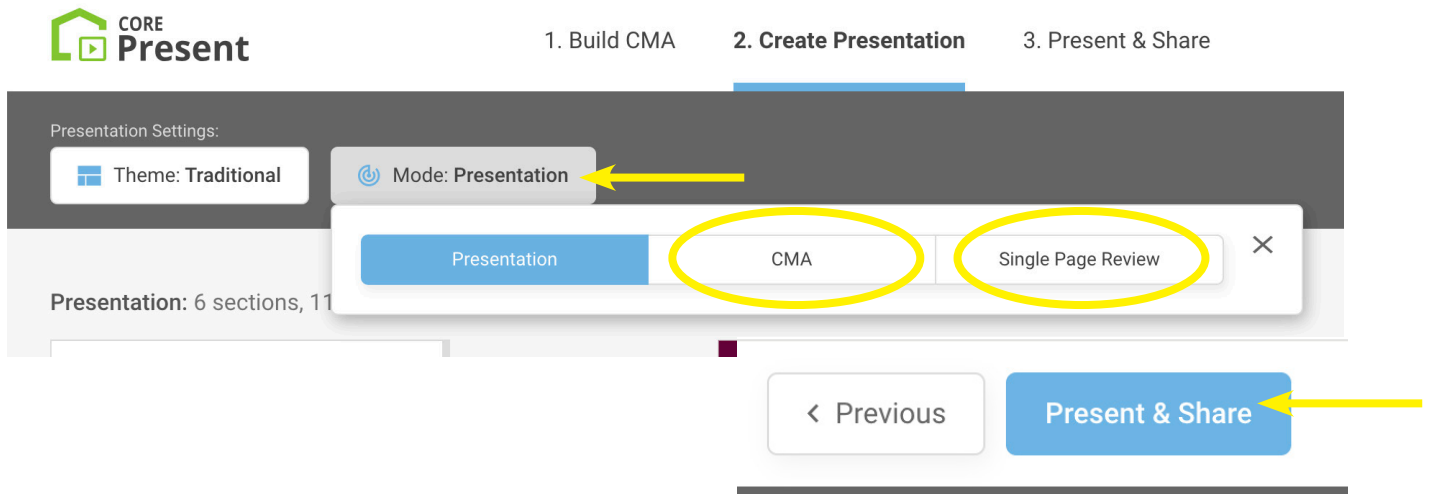 CORE
Present
1. Build CMA
2. Create Presentation
3. Present & Share
Presentation Settings:
Theme: Traditional
Mode: Presentation
Presentation
CMA
Single Page Review
Presentation: 6 sections, 11
< Previous
Present & Share